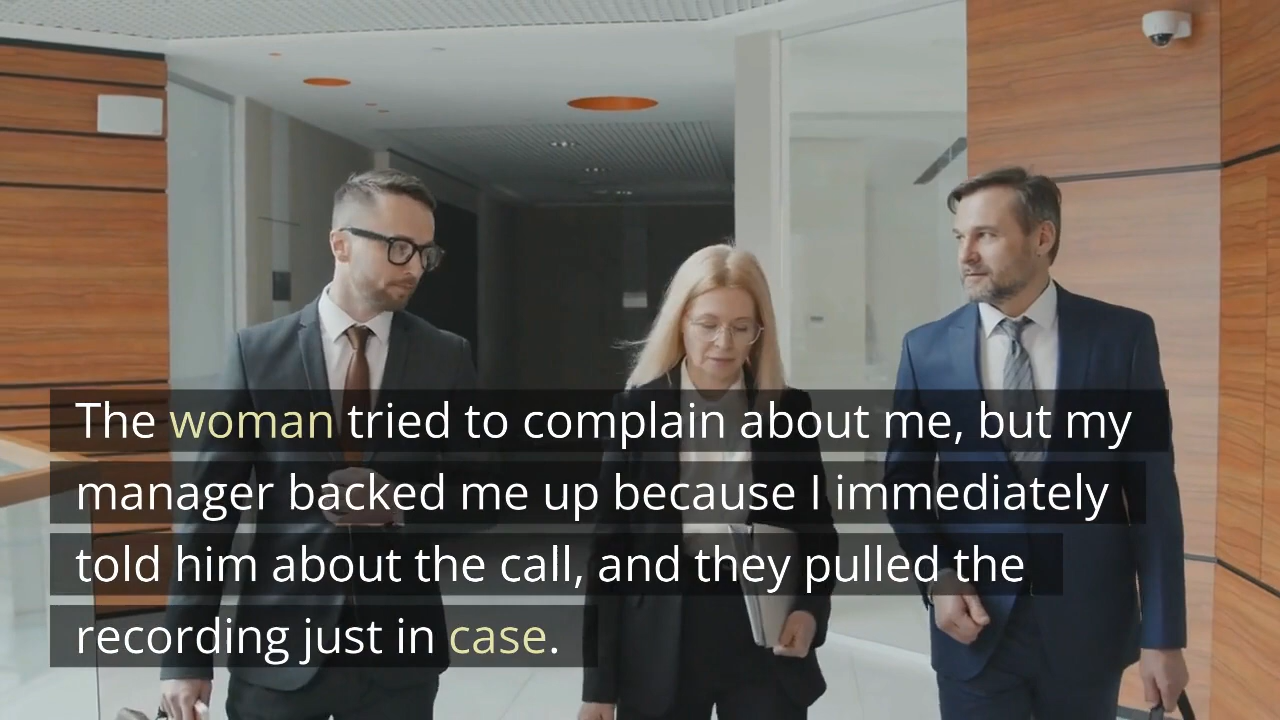 The woman tried to complain about me, but my
manager backed me up because I immediately
told him about the call, and they pulled the
recording just in case.